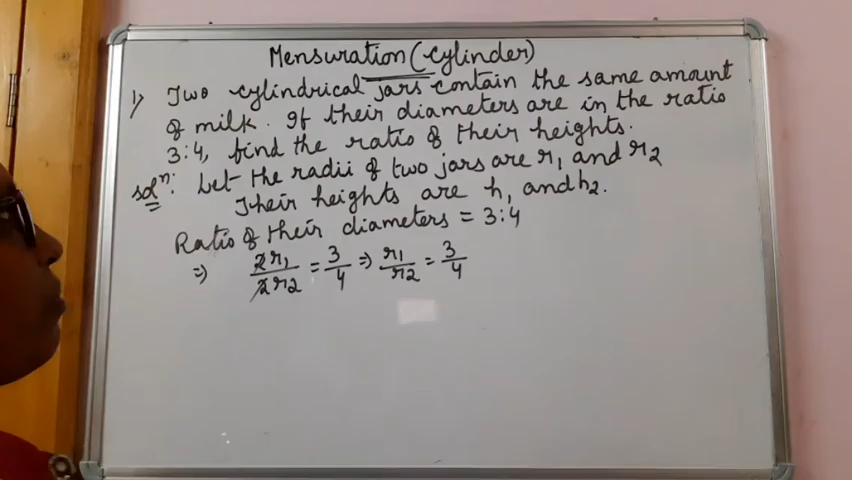 Mensuration (Cylinder)
1) Two cylindrical jars contain the same amount
of milk. If their diameters are in the ratio
3:4, find the ratio of their heights.
Solⁿ: Let the radii of two jars are r₁ and r₂
Their heights are h₁ and h₂.
Ratio of their diameters = 3:4
⇒ 2r₁/2r₂ = 3/4 ⇒ r₁/r₂ = 3/4